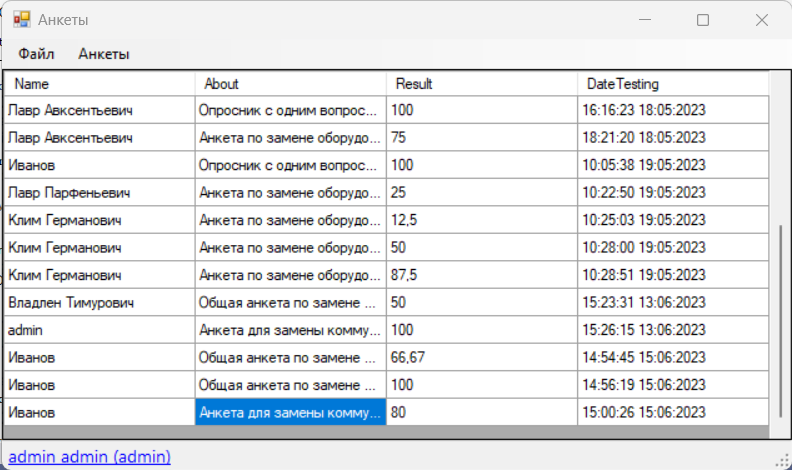 Анкеты
Файл Анкеты
Name About Result DateTesting
Лавр Авксентьевич Опросник с одним вопрос... 100 16:16:23 18:05:2023
Лавр Авксентьевич Анкета по замене оборудо... 75 18:21:20 18:05:2023
Иванов Опросник с одним вопрос... 100 10:05:38 19:05:2023
Лавр Парфеньевич Анкета по замене оборудо... 25 10:22:50 19:05:2023
Клим Германович Анкета по замене оборудо... 12,5 10:25:03 19:05:2023
Клим Германович Анкета по замене оборудо... 50 10:28:00 19:05:2023
Клим Германович Анкета по замене оборудо... 87,5 10:28:51 19:05:2023
Владлен Тимурович Общая анкета по замене ... 50 15:23:31 13:06:2023
admin Анкета для замены комму... 100 15:26:15 13:06:2023
Иванов Общая анкета по замене ... 66,67 14:54:45 15:06:2023
Иванов Общая анкета по замене ... 100 14:56:19 15:06:2023
Иванов Анкета для замены комму... 80 15:00:26 15:06:2023
admin admin (admin)